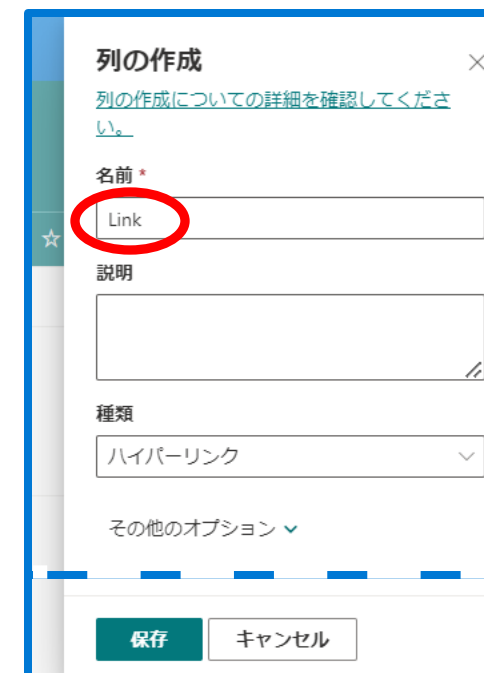 列の作成
列の作成についての詳細を確認してくださ
い。
名前 *
Link
説明
種類
ハイパーリンク
その他のオプション
保存 キャンセル